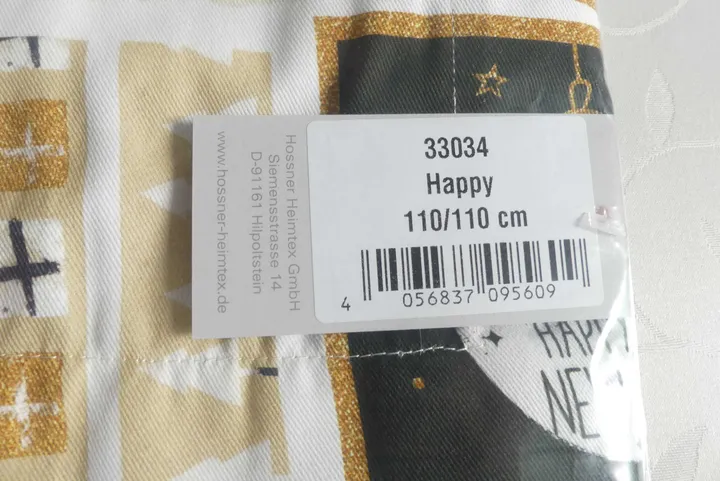 33034
Happy
110/110 cm
4 056837 095609
Hossner Heimtex GmbH
Siemensstrasse 14
D-91161 Hilpoltstein
www.hossner-heimtex.de
HAPPY
NEW